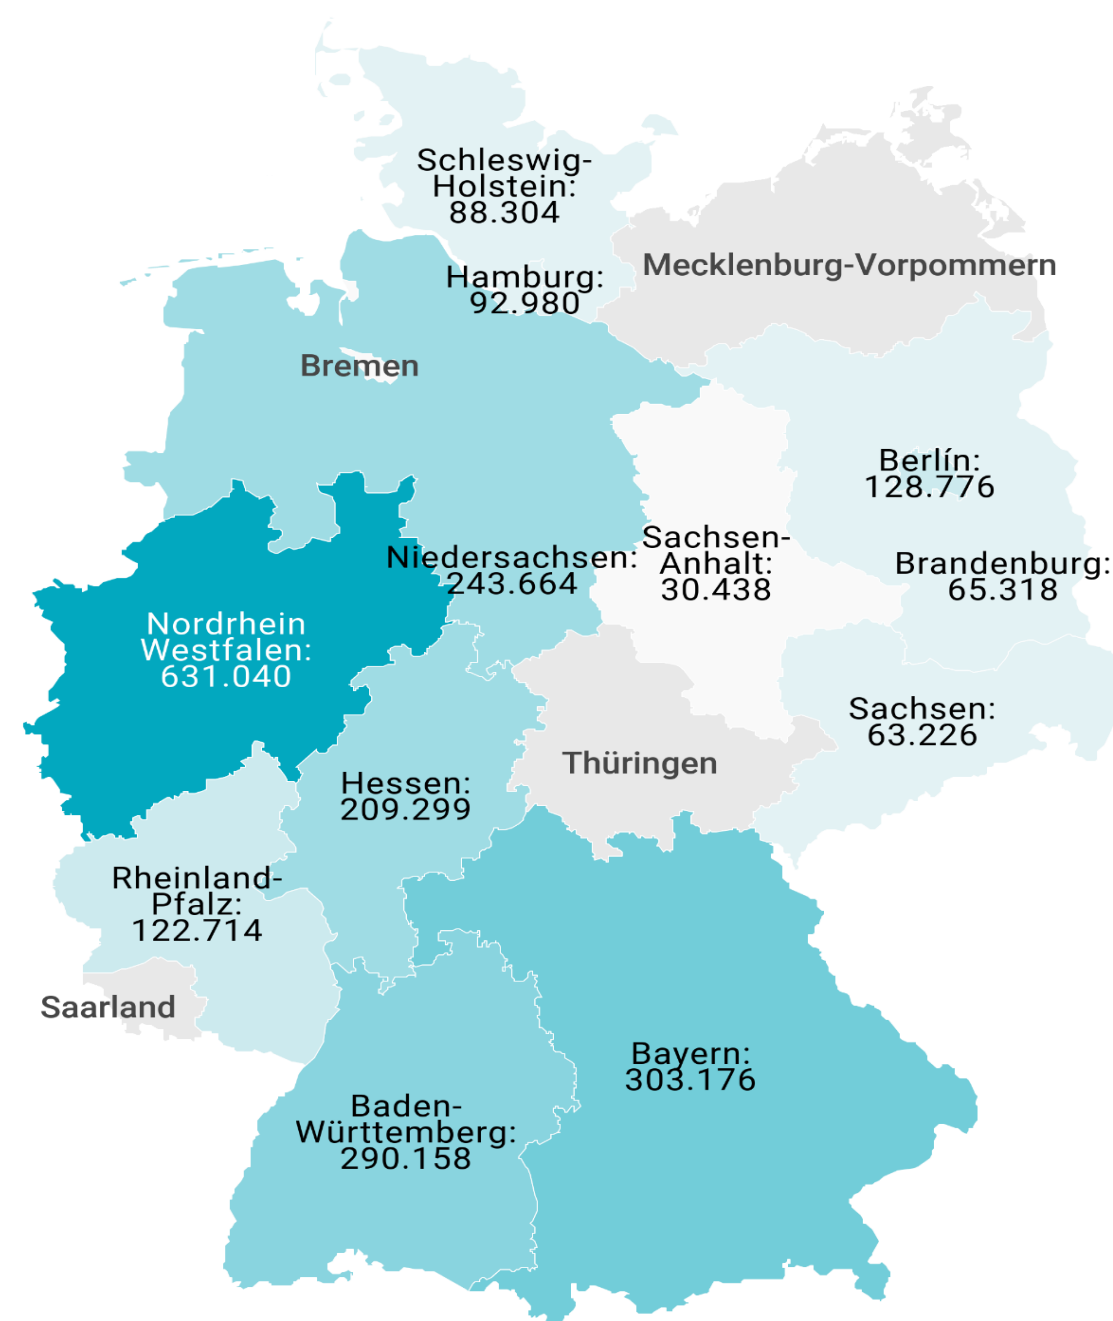 Schleswig-
Holstein:
88.304
Mecklenburg-Vorpommern
Hamburg:
92.980
Bremen
Berlín:
128.776
Niedersachsen:
243.664
Sachsen-
Anhalt:
30.438
Brandenburg:
65.318
Nordrhein
Westfalen:
631.040
Sachsen:
63.226
Thüringen
Hessen:
209.299
Rheinland-
Pfalz:
122.714
Saarland
Bayern:
303.176
Baden-
Württemberg:
290.158